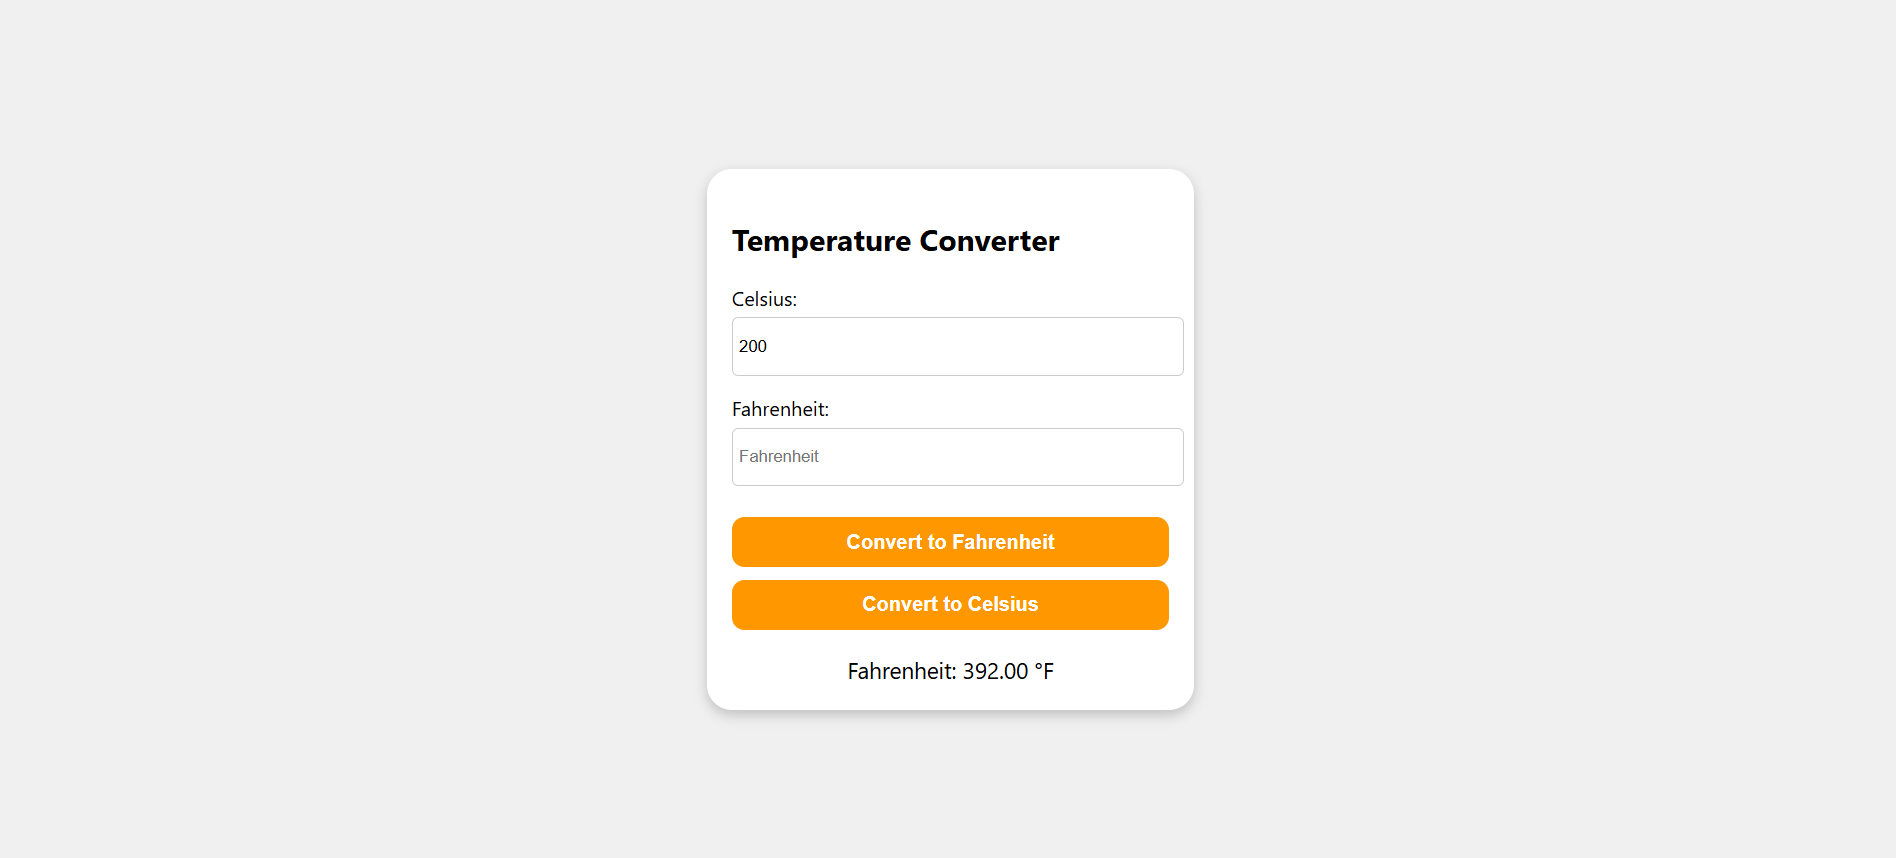 Temperature Converter
Celsius:
200
Fahrenheit:
Fahrenheit
Convert to Fahrenheit
Convert to Celsius
Fahrenheit: 392.00 °F